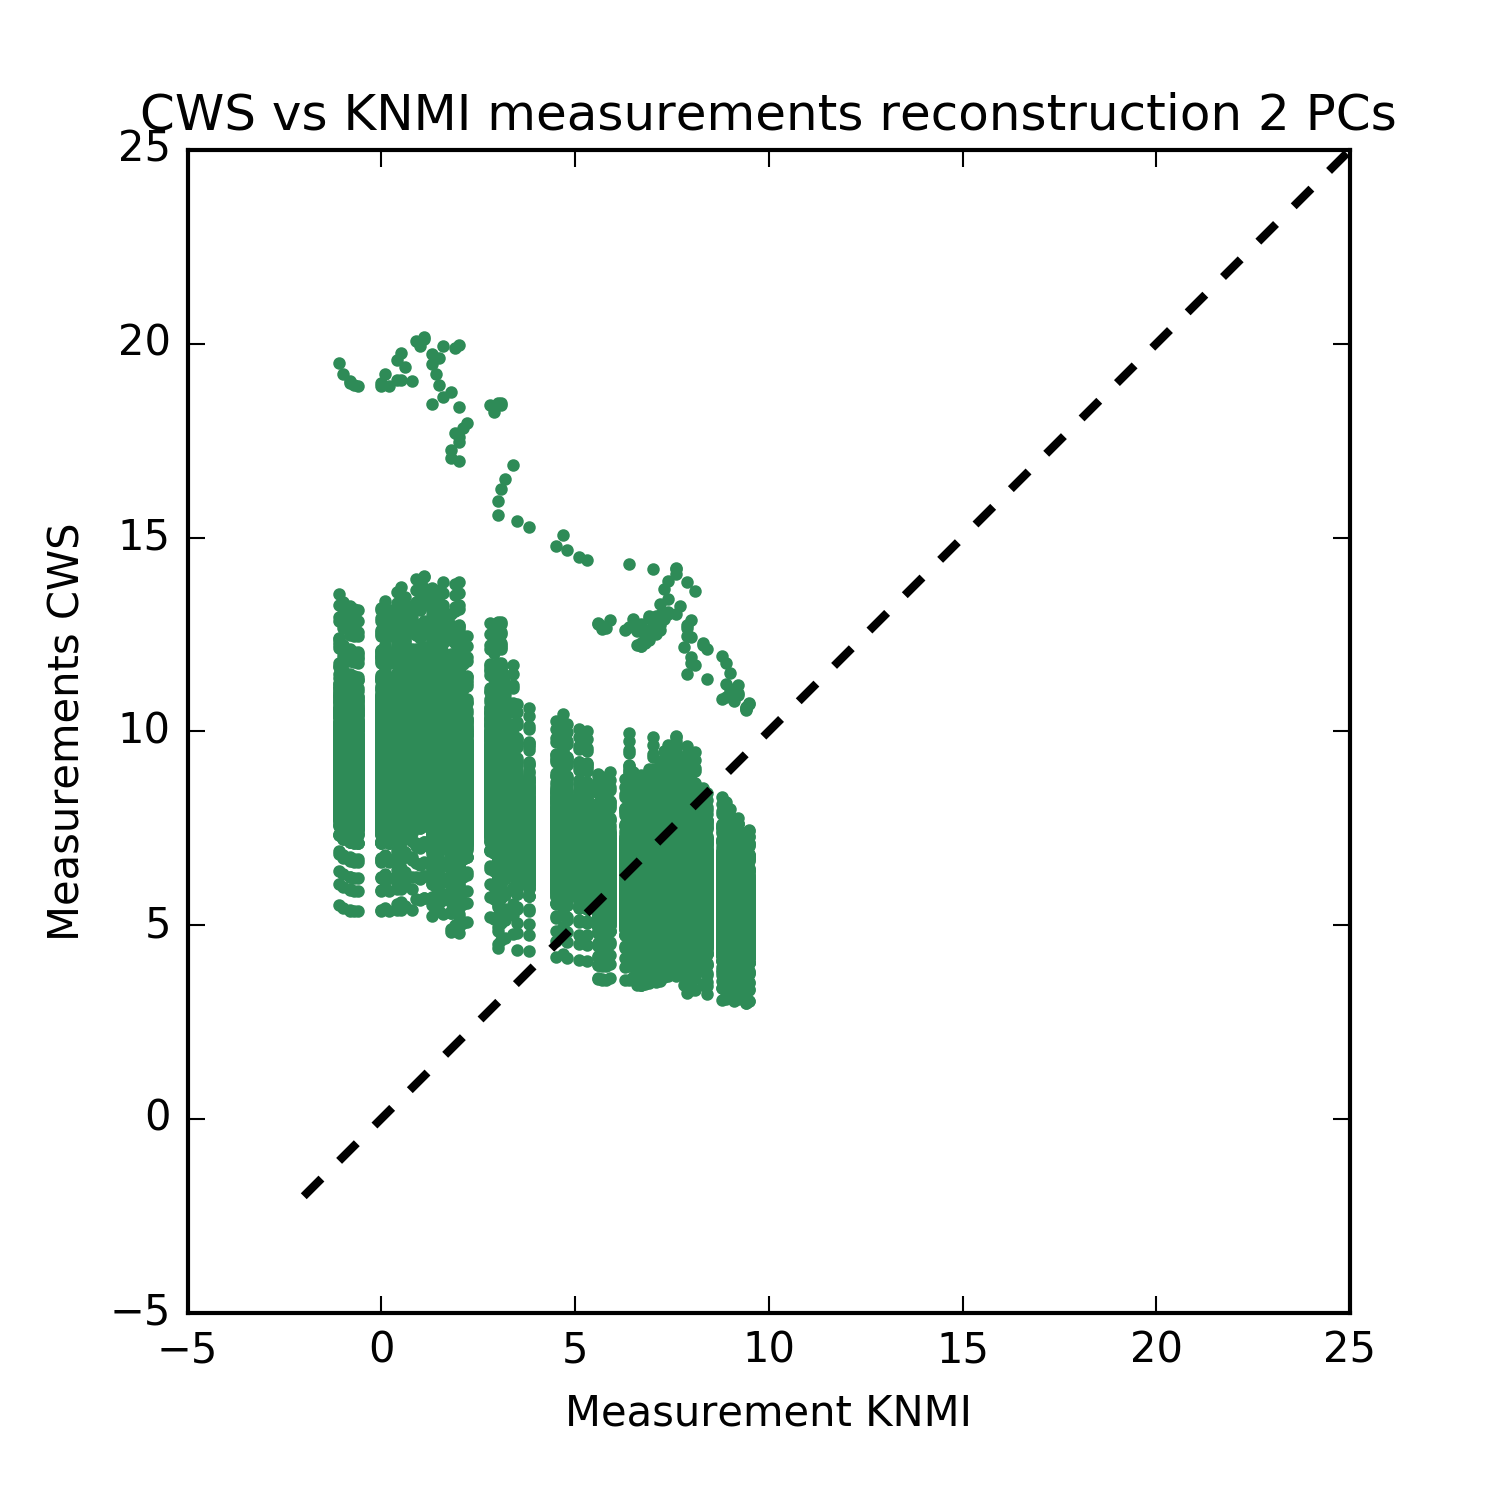 CWS vs KNMI measurements reconstruction 2 PCs
25
20
15
10
5
0
−5
Measurements CWS
−5 0 5 10 15 20 25
Measurement KNMI